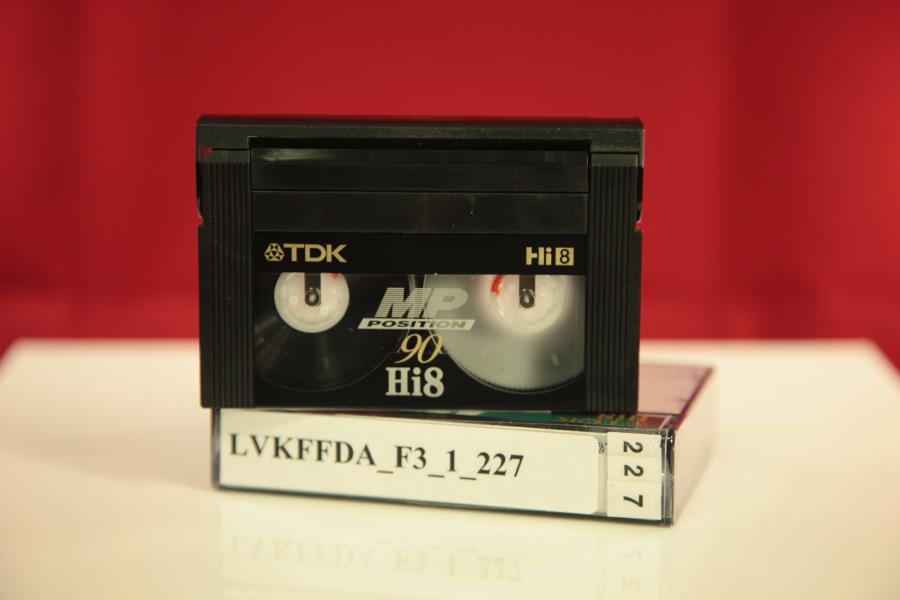 TDK
Hi8
MP
POSITION
90
Hi8
LVKFFDA_F3_1_227
227